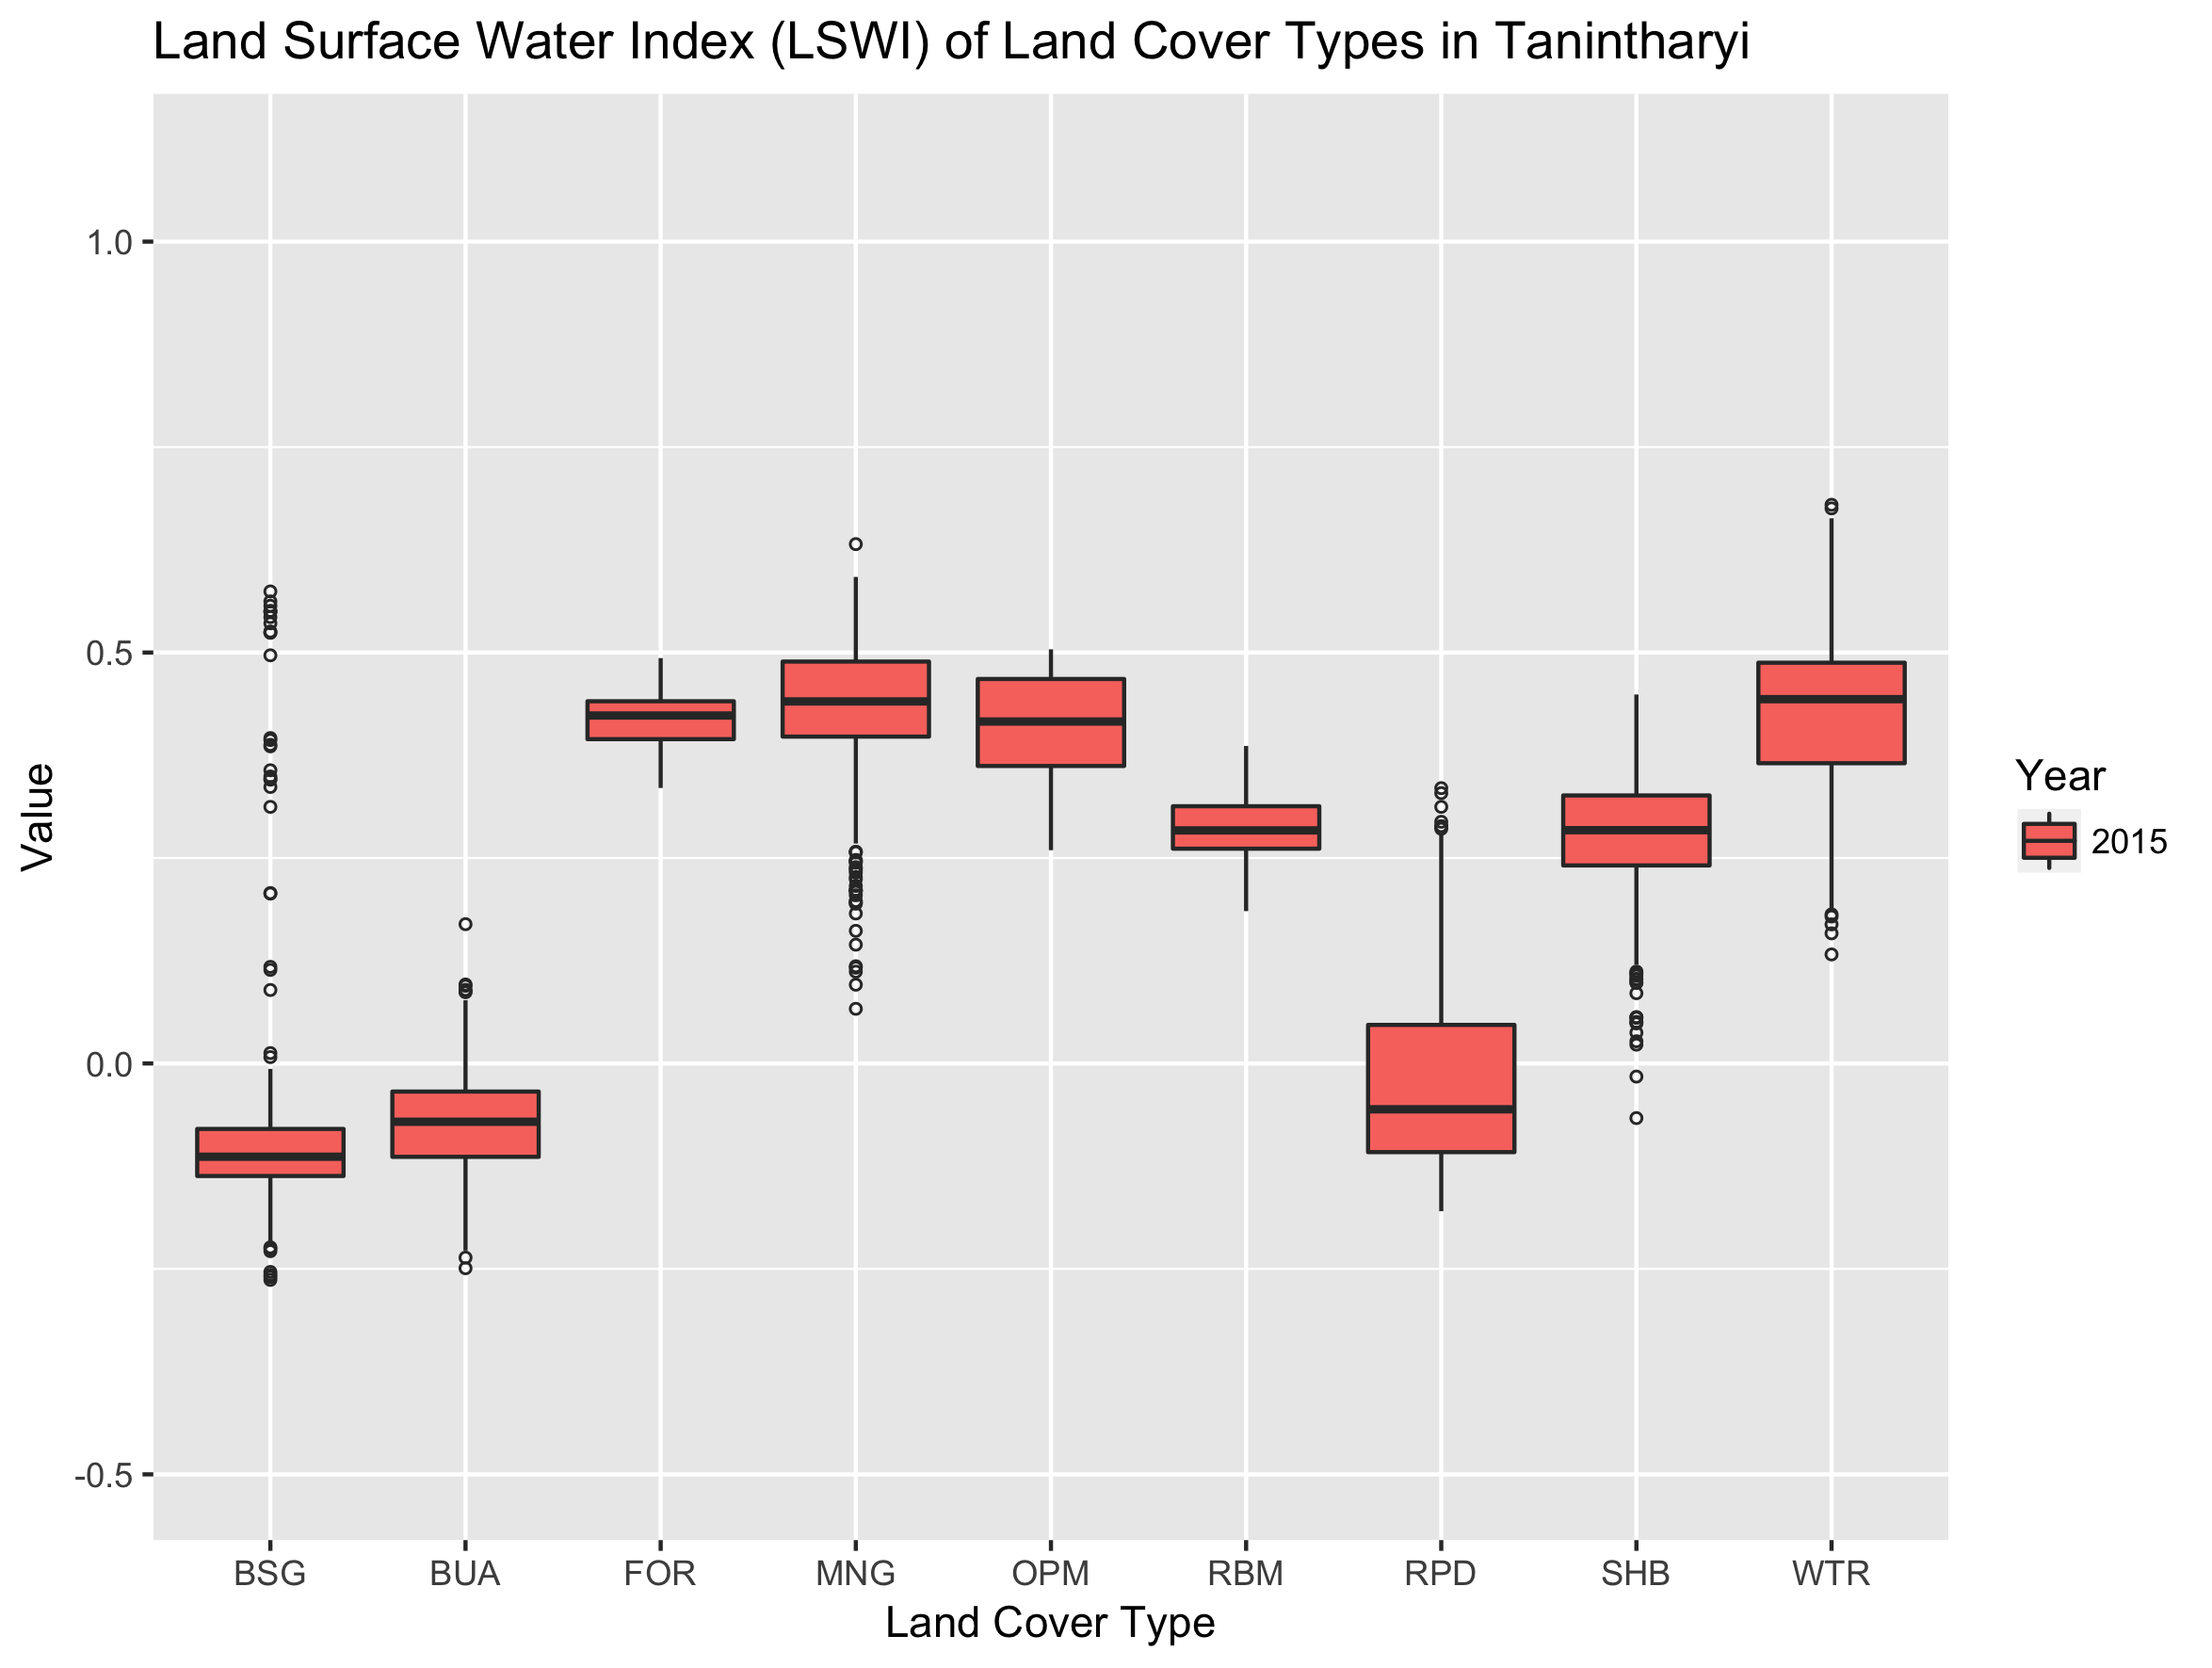 Land Surface Water Index (LSWI) of Land Cover Types in Tanintharyi
1.0
0.5
0.0
-0.5
Value
BSG BUA FOR MNG OPM RBM RPD SHB WTR
Land Cover Type
Year
2015